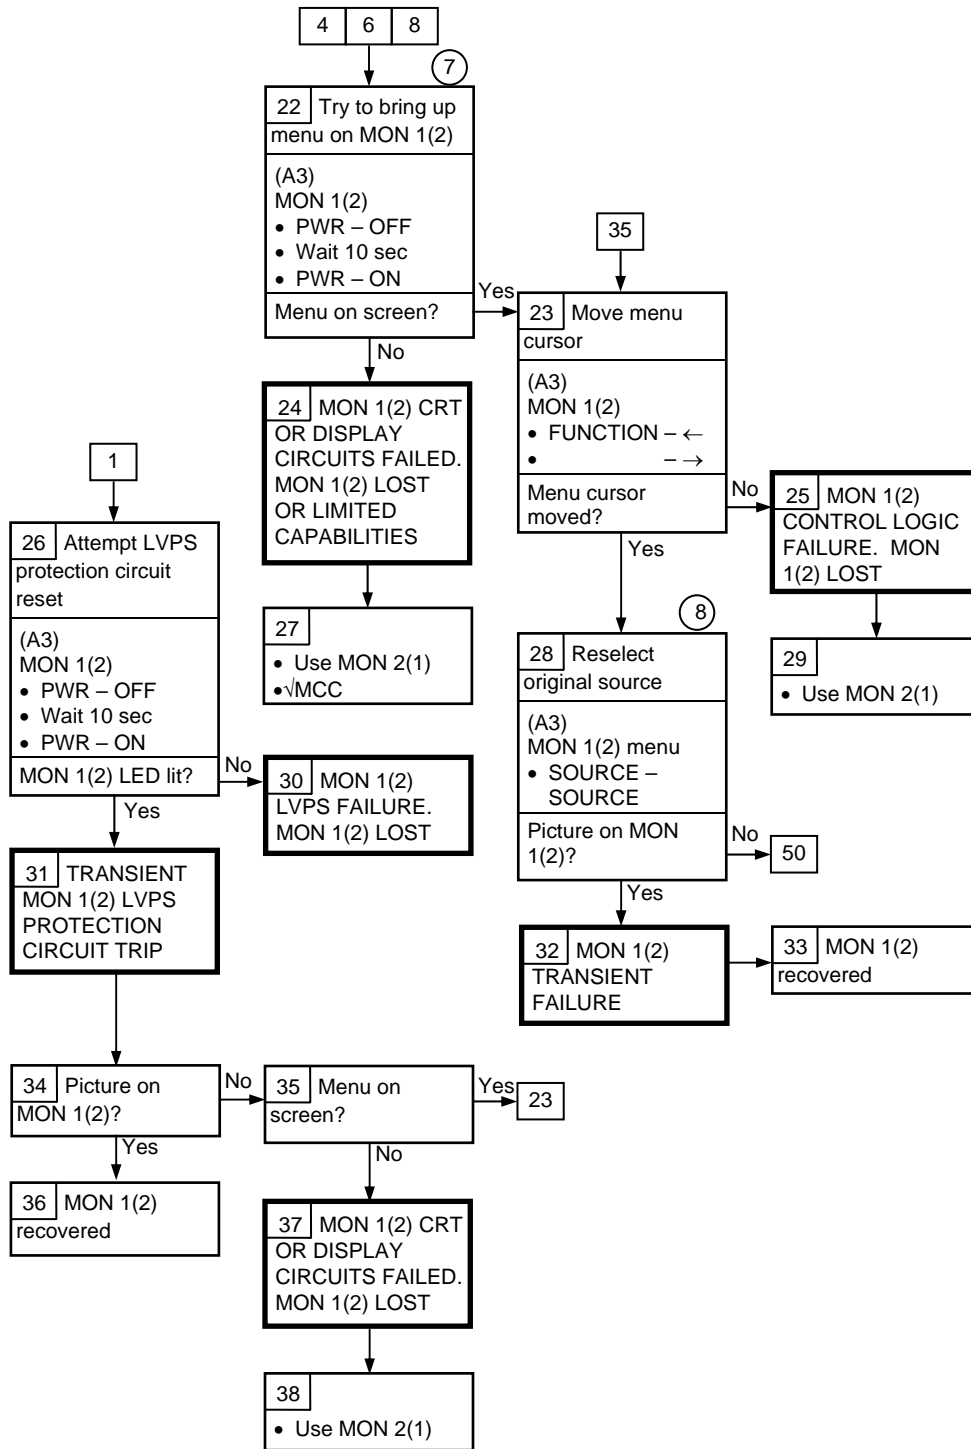 4 6 8
7
22 Try to bring up
menu on MON 1(2)
(A3)
MON 1(2)
• PWR – OFF
• Wait 10 sec
• PWR – ON
Menu on screen?
Yes
No
35
23 Move menu
cursor
(A3)
MON 1(2)
• FUNCTION – ←
• – →
Menu cursor
moved?
No
Yes
24 MON 1(2) CRT
OR DISPLAY
CIRCUITS FAILED.
MON 1(2) LOST
OR LIMITED
CAPABILITIES
25 MON 1(2)
CONTROL LOGIC
FAILURE. MON
1(2) LOST
1
26 Attempt LVPS
protection circuit
reset
(A3)
MON 1(2)
• PWR – OFF
• Wait 10 sec
• PWR – ON
MON 1(2) LED lit?
No
Yes
27
• Use MON 2(1)
•√MCC
8
28 Reselect
original source
(A3)
MON 1(2) menu
• SOURCE –
SOURCE
Picture on MON
1(2)?
No
50
Yes
29
• Use MON 2(1)
30 MON 1(2)
LVPS FAILURE.
MON 1(2) LOST
31 TRANSIENT
MON 1(2) LVPS
PROTECTION
CIRCUIT TRIP
32 MON 1(2)
TRANSIENT
FAILURE
33 MON 1(2)
recovered
34 Picture on
MON 1(2)?
No
Yes
35 Menu on
screen?
Yes
23
No
36 MON 1(2)
recovered
37 MON 1(2) CRT
OR DISPLAY
CIRCUITS FAILED.
MON 1(2) LOST
38
• Use MON 2(1)